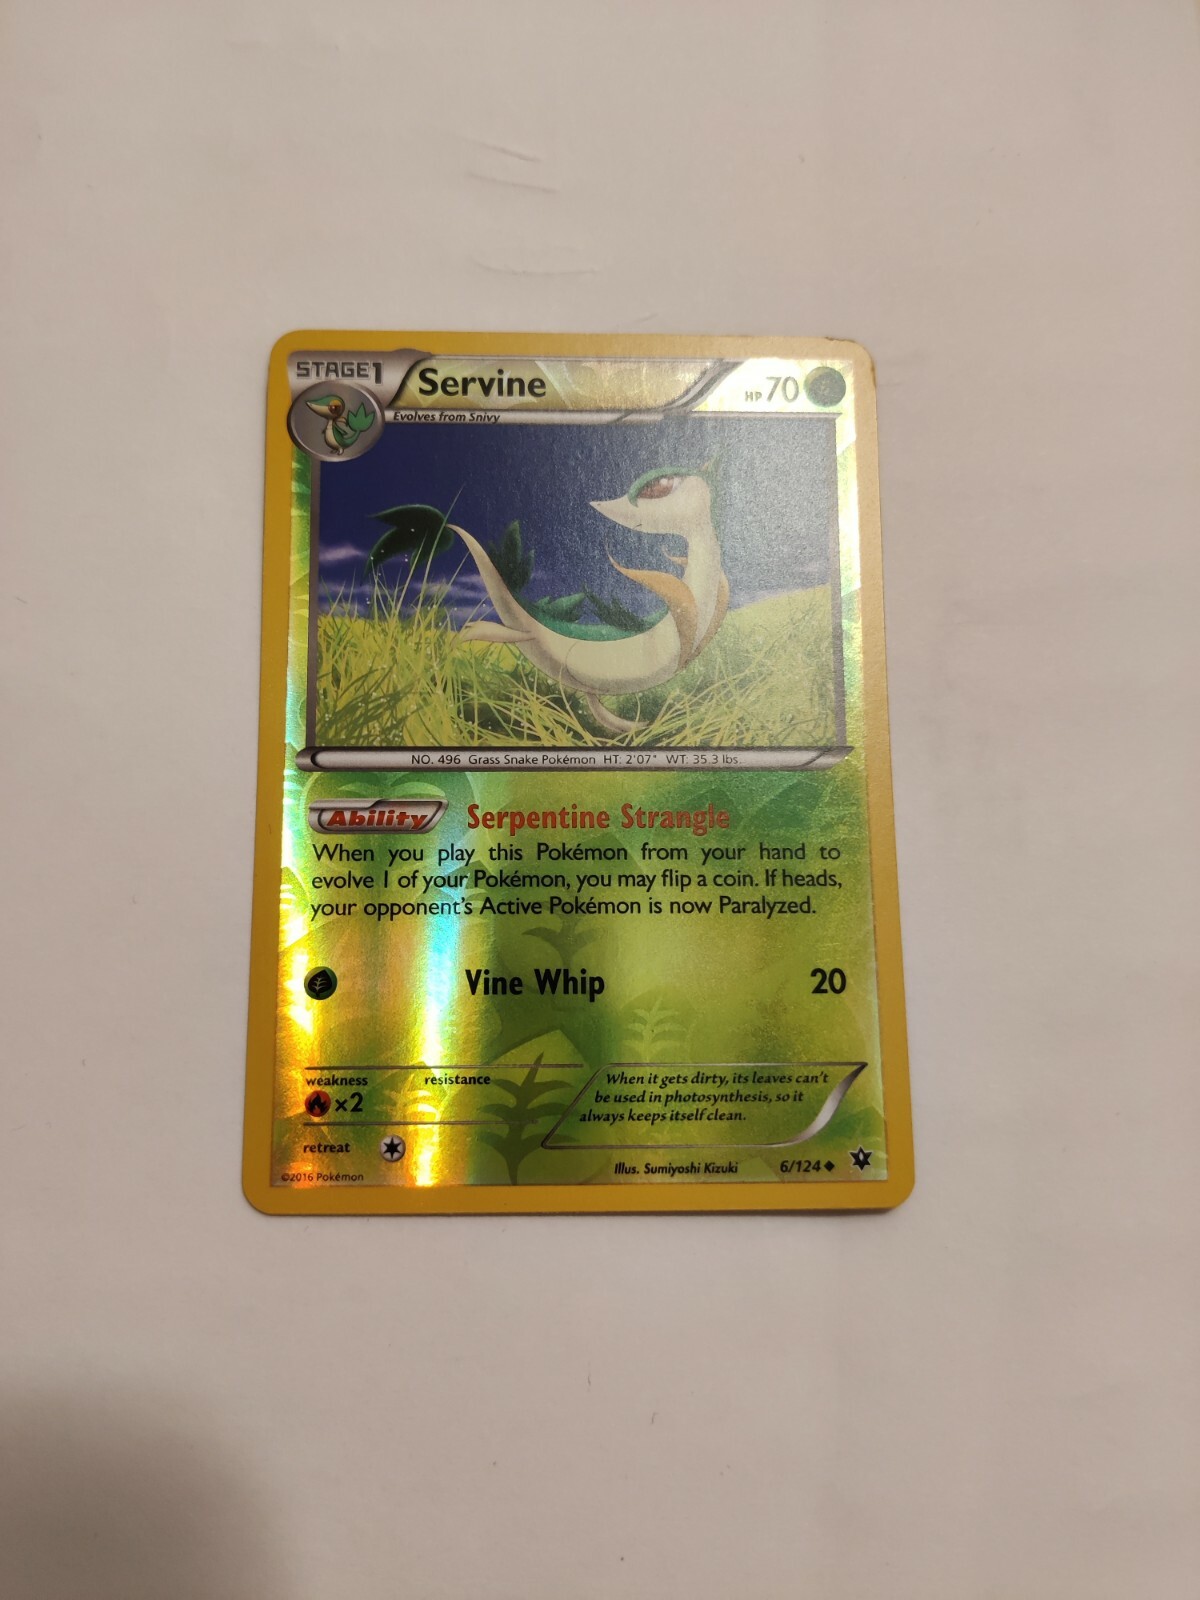 STAGE1
Servine
HP 70
Evolves from Snivy
NO. 496 Grass Snake Pokémon HT: 2'07" WT: 35.3 lbs.
Ability Serpentine Strangle
When you play this Pokémon from your hand to
evolve 1 of your Pokémon, you may flip a coin. If heads,
your opponent's Active Pokémon is now Paralyzed.
Vine Whip 20
weakness resistance
×2
When it gets dirty, its leaves can't
be used in photosynthesis, so it
always keeps itself clean.
retreat
Illus. Sumiyoshi Kizuki 6/124
©2016 Pokémon